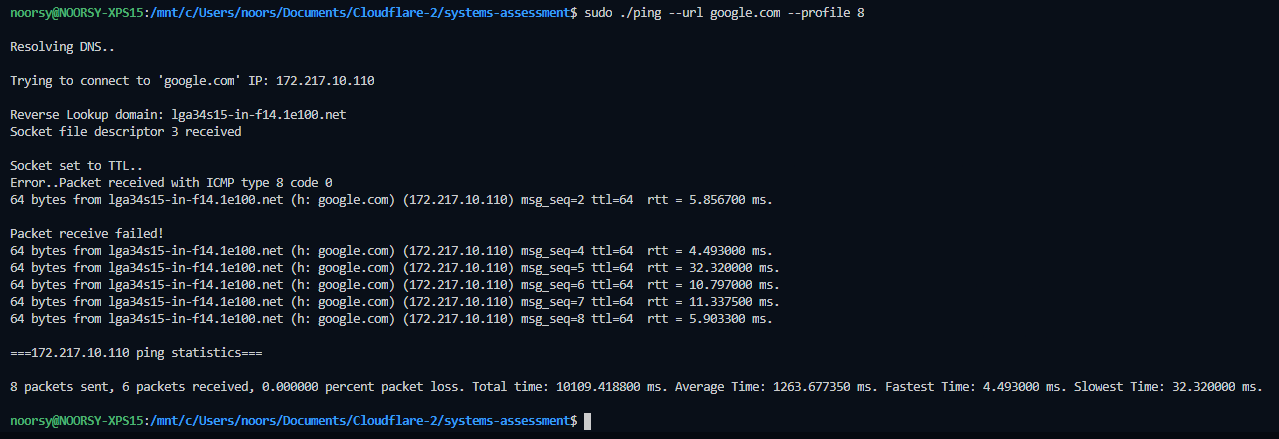 noorsy@NOORSY-XPS15:/mnt/c/Users/noors/Documents/Cloudflare-2/systems-assessment$ sudo ./ping --url google.com --profile 8
Resolving DNS..
Trying to connect to 'google.com' IP: 172.217.10.110
Reverse Lookup domain: lga34s15-in-f14.1e100.net
Socket file descriptor 3 received
Socket set to TTL..
Error..Packet received with ICMP type 8 code 0
64 bytes from lga34s15-in-f14.1e100.net (h: google.com) (172.217.10.110) msg_seq=2 ttl=64  rtt = 5.856700 ms.
Packet receive failed!
64 bytes from lga34s15-in-f14.1e100.net (h: google.com) (172.217.10.110) msg_seq=4 ttl=64  rtt = 4.493000 ms.
64 bytes from lga34s15-in-f14.1e100.net (h: google.com) (172.217.10.110) msg_seq=5 ttl=64  rtt = 32.320000 ms.
64 bytes from lga34s15-in-f14.1e100.net (h: google.com) (172.217.10.110) msg_seq=6 ttl=64  rtt = 10.797000 ms.
64 bytes from lga34s15-in-f14.1e100.net (h: google.com) (172.217.10.110) msg_seq=7 ttl=64  rtt = 11.337500 ms.
64 bytes from lga34s15-in-f14.1e100.net (h: google.com) (172.217.10.110) msg_seq=8 ttl=64  rtt = 5.903300 ms.
===172.217.10.110 ping statistics===
8 packets sent, 6 packets received, 0.000000 percent packet loss. Total time: 10109.418800 ms. Average Time: 1263.677350 ms. Fastest Time: 4.493000 ms. Slowest Time: 32.320000 ms.
noorsy@NOORSY-XPS15:/mnt/c/Users/noors/Documents/Cloudflare-2/systems-assessment$